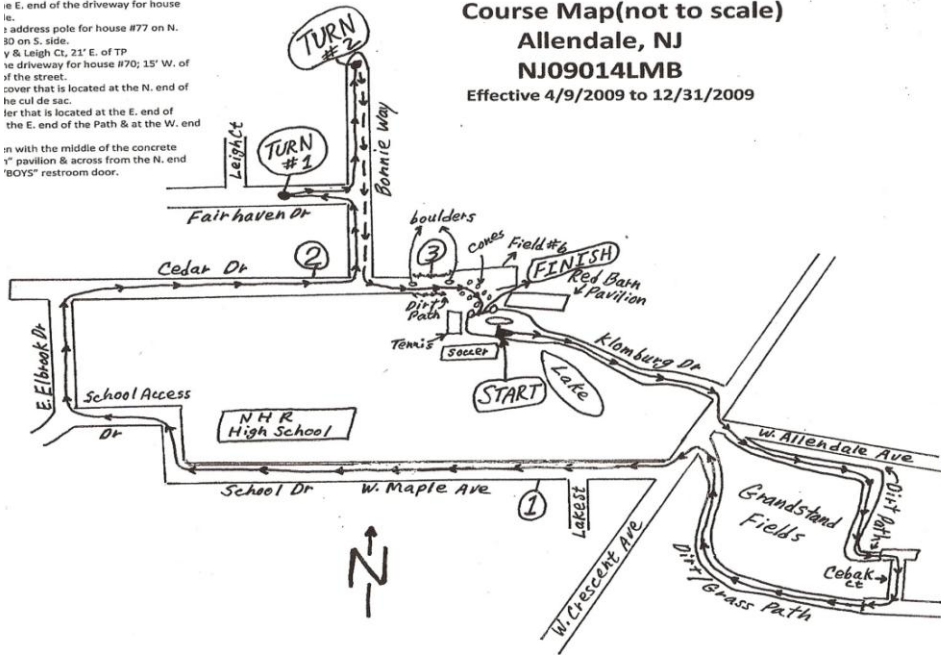 e E. end of the driveway for house
le.
address pole for house #77 on N.
30 on S. side.
y & Leigh Ct, 21' E. of TP
he driveway for house #70; 15' W. of
of the street.
cover that is located at the N. end of
he cul de sac.
der that is located at the E. end of
the E. end of the Path & at the W. end
en with the middle of the concrete
n" pavilion & across from the N. end
"BOYS" restroom door.
Course Map(not to scale)
Allendale, NJ
NJ09014LMB
Effective 4/9/2009 to 12/31/2009
TURN
#2
Leigh Ct
TURN
#1
Bonnie Way
Fairhaven Dr
boulders
cones
Field #6
2
3
FINISH
Cedar Dr
Red Barn
Pavilion
Dirt
Path
Tennis
soccer
Klomburg Dr
START
Lake
E. Elbrook Dr
School Access
Dr
N H R
High School
W. Allendale Ave
School Dr
W. Maple Ave
1
Lakest
Grandstand
Fields
Dirt Path
Cebak
ct
Dirt/Grass Path
W. Crescent Ave
N